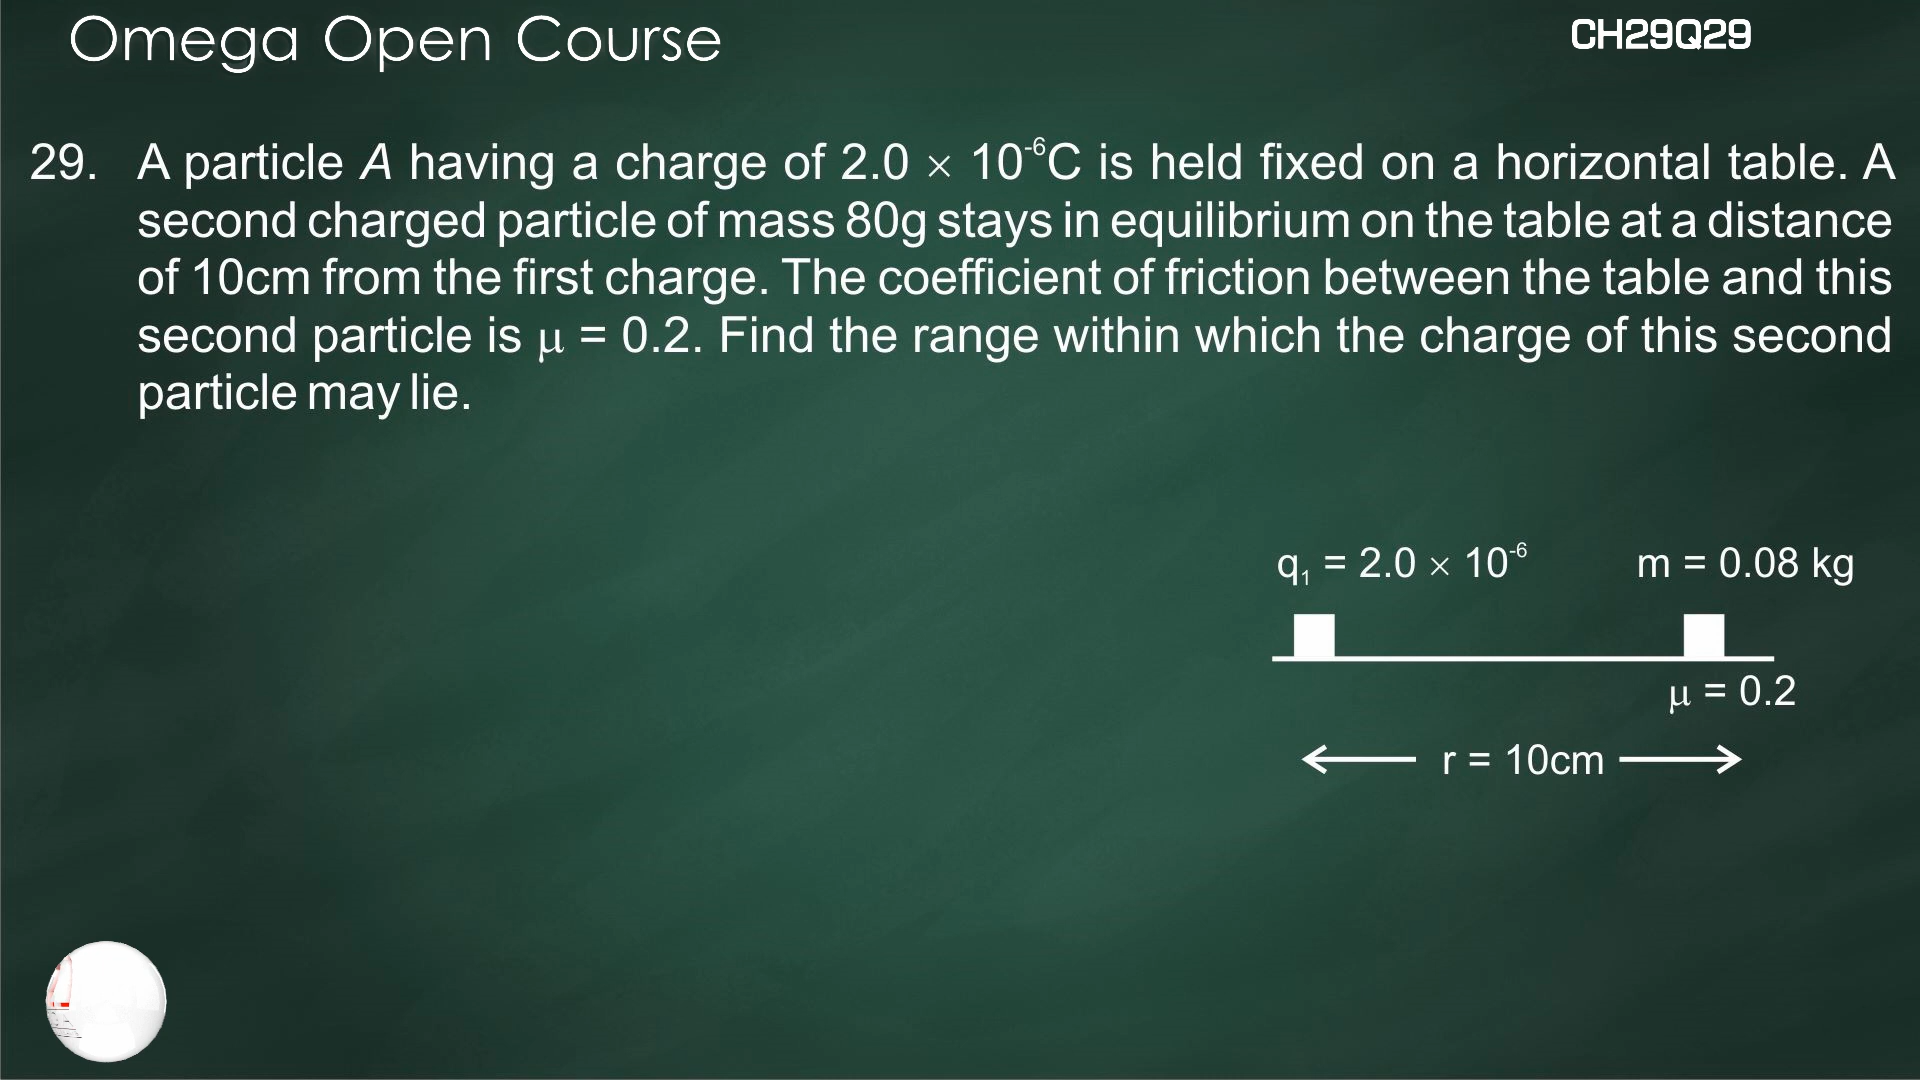 Omega Open Course
CH29Q29
29. A particle A having a charge of 2.0 × 10⁻⁶C is held fixed on a horizontal table. A
second charged particle of mass 80g stays in equilibrium on the table at a distance
of 10cm from the first charge. The coefficient of friction between the table and this
second particle is μ = 0.2. Find the range within which the charge of this second
particle may lie.
q₁ = 2.0 × 10⁻⁶
m = 0.08 kg
μ = 0.2
r = 10cm